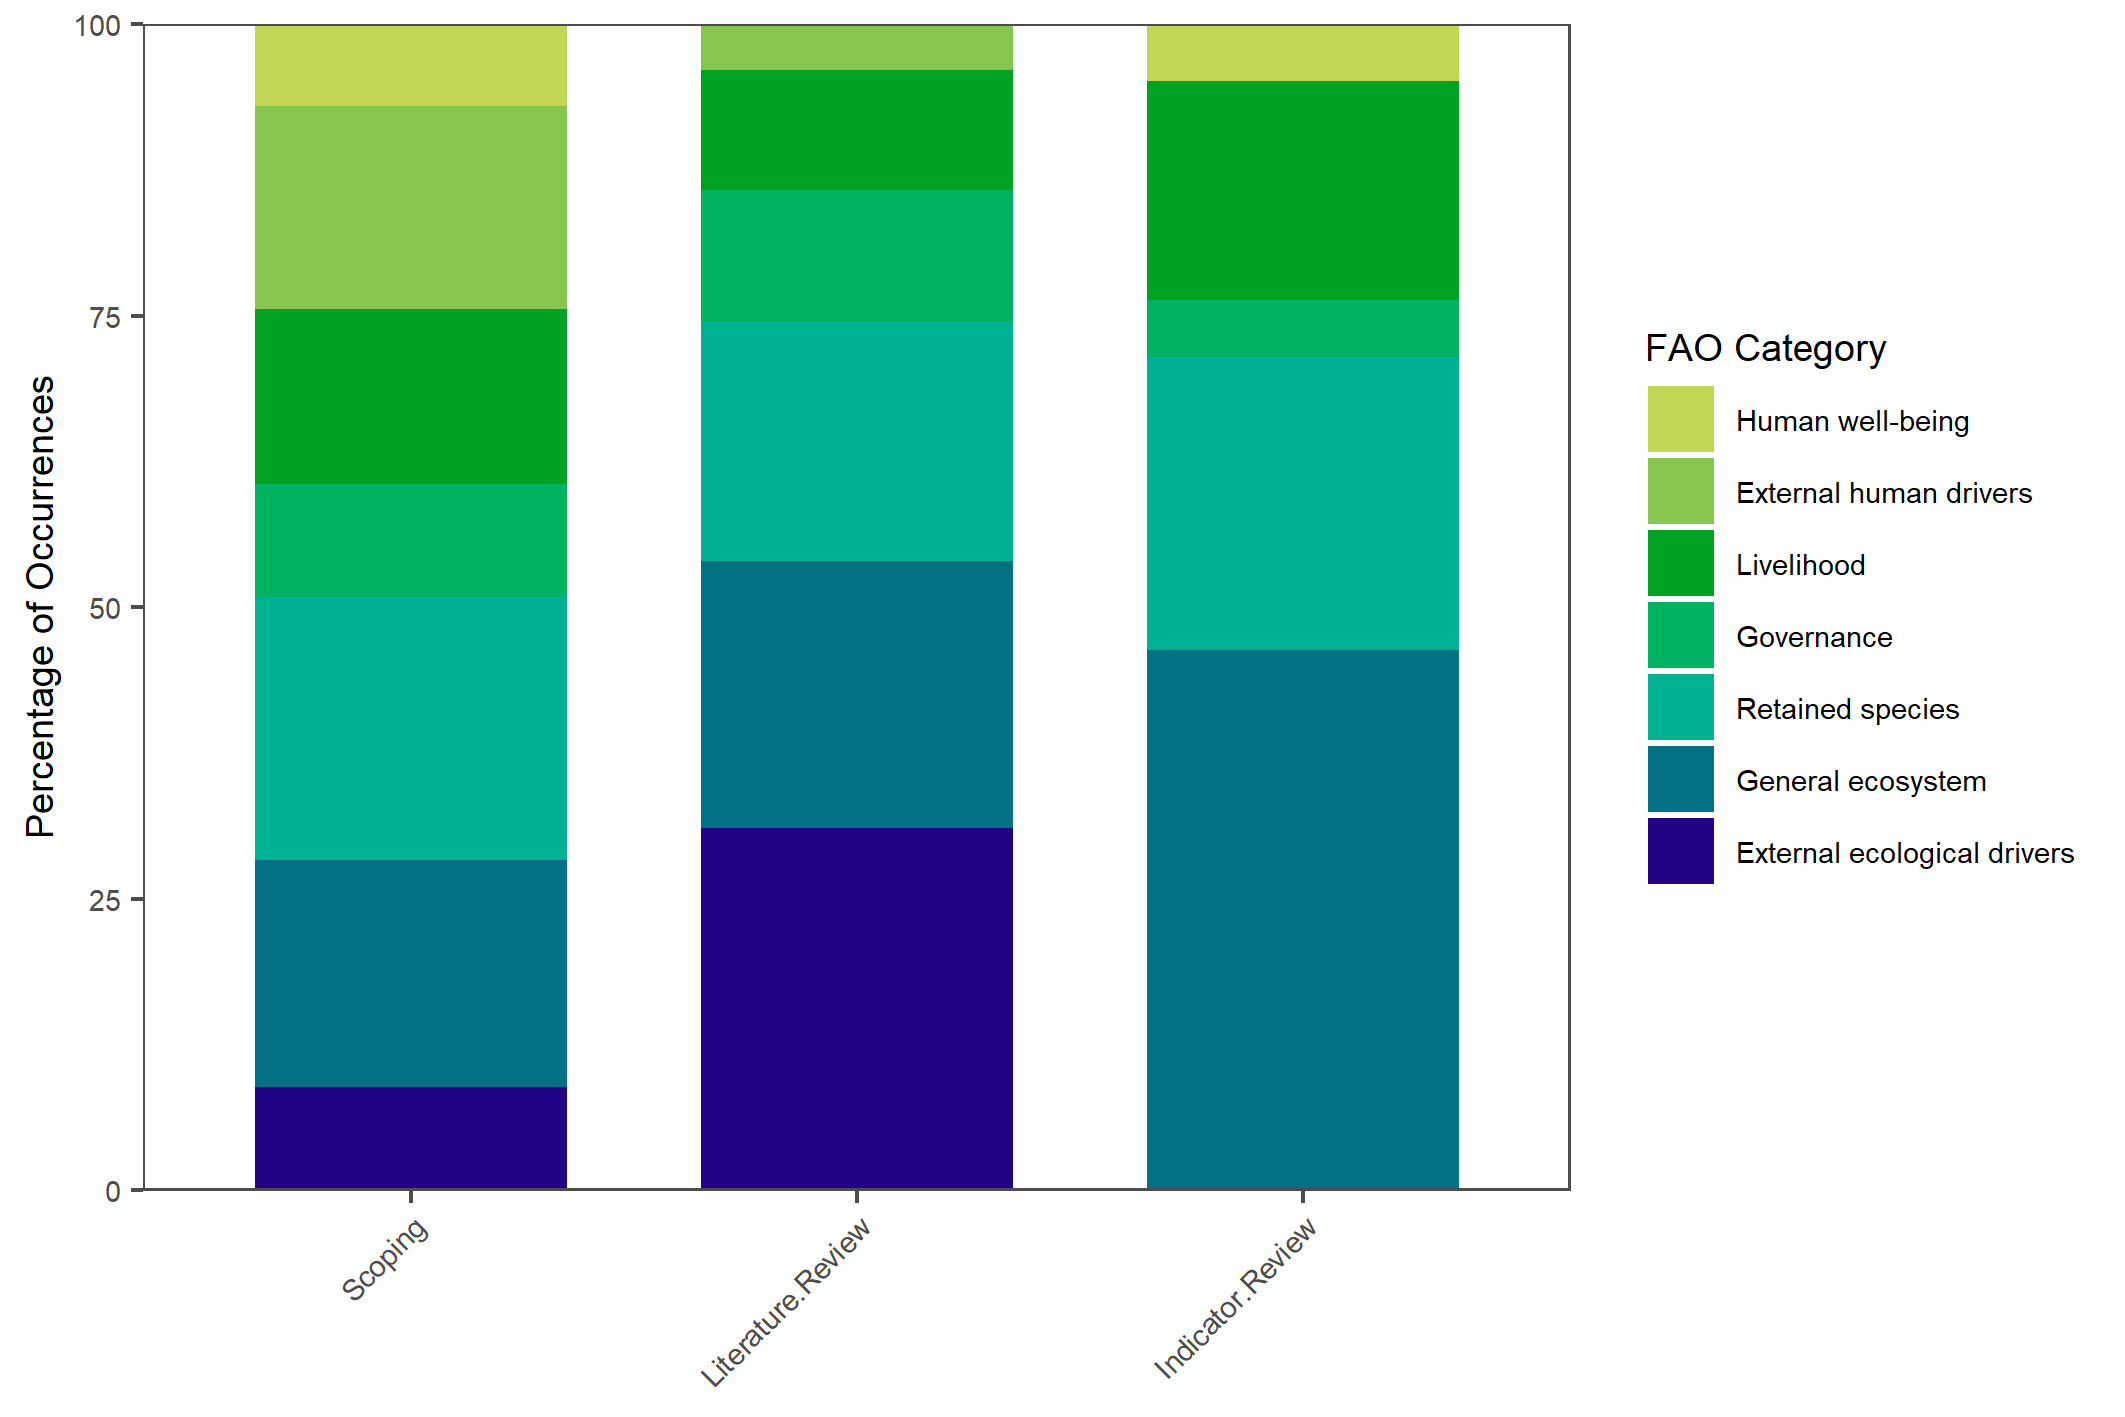 Percentage of Occurrences
100
75
50
25
0
Scoping
Literature.Review
Indicator.Review
FAO Category
Human well-being
External human drivers
Livelihood
Governance
Retained species
General ecosystem
External ecological drivers